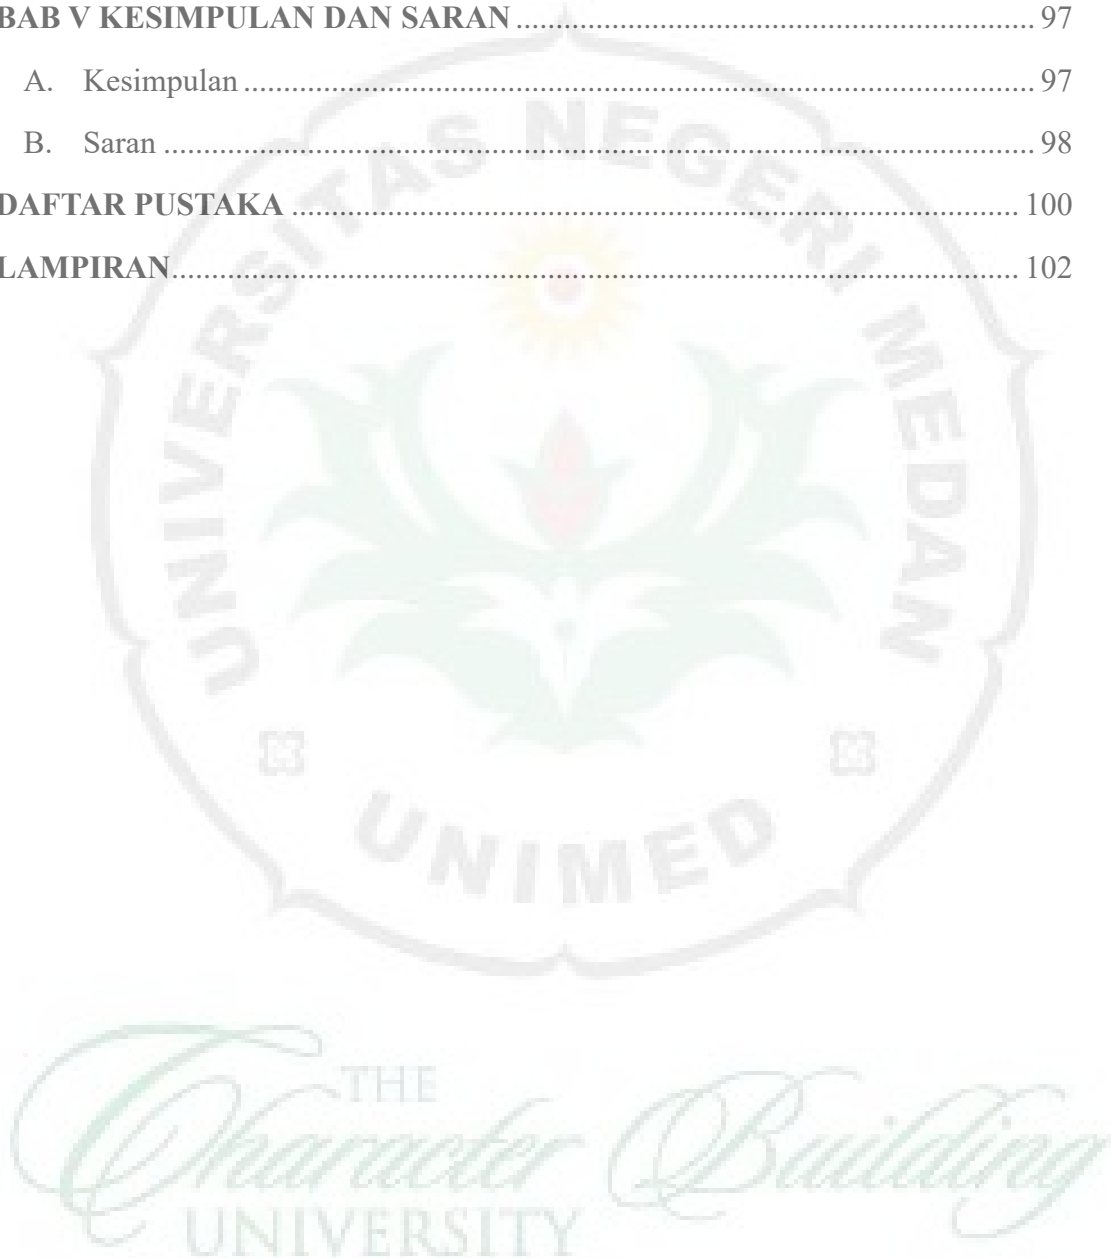 BAB V KESIMPULAN DAN SARAN ........................................................ 97
A. Kesimpulan ........................................................ 97
B. Saran ........................................................ 98
DAFTAR PUSTAKA ........................................................ 100
LAMPIRAN ........................................................ 102
UNIVERSITAS NEGERI MEDAN
UNIMED
THE
Character Building
UNIVERSITY